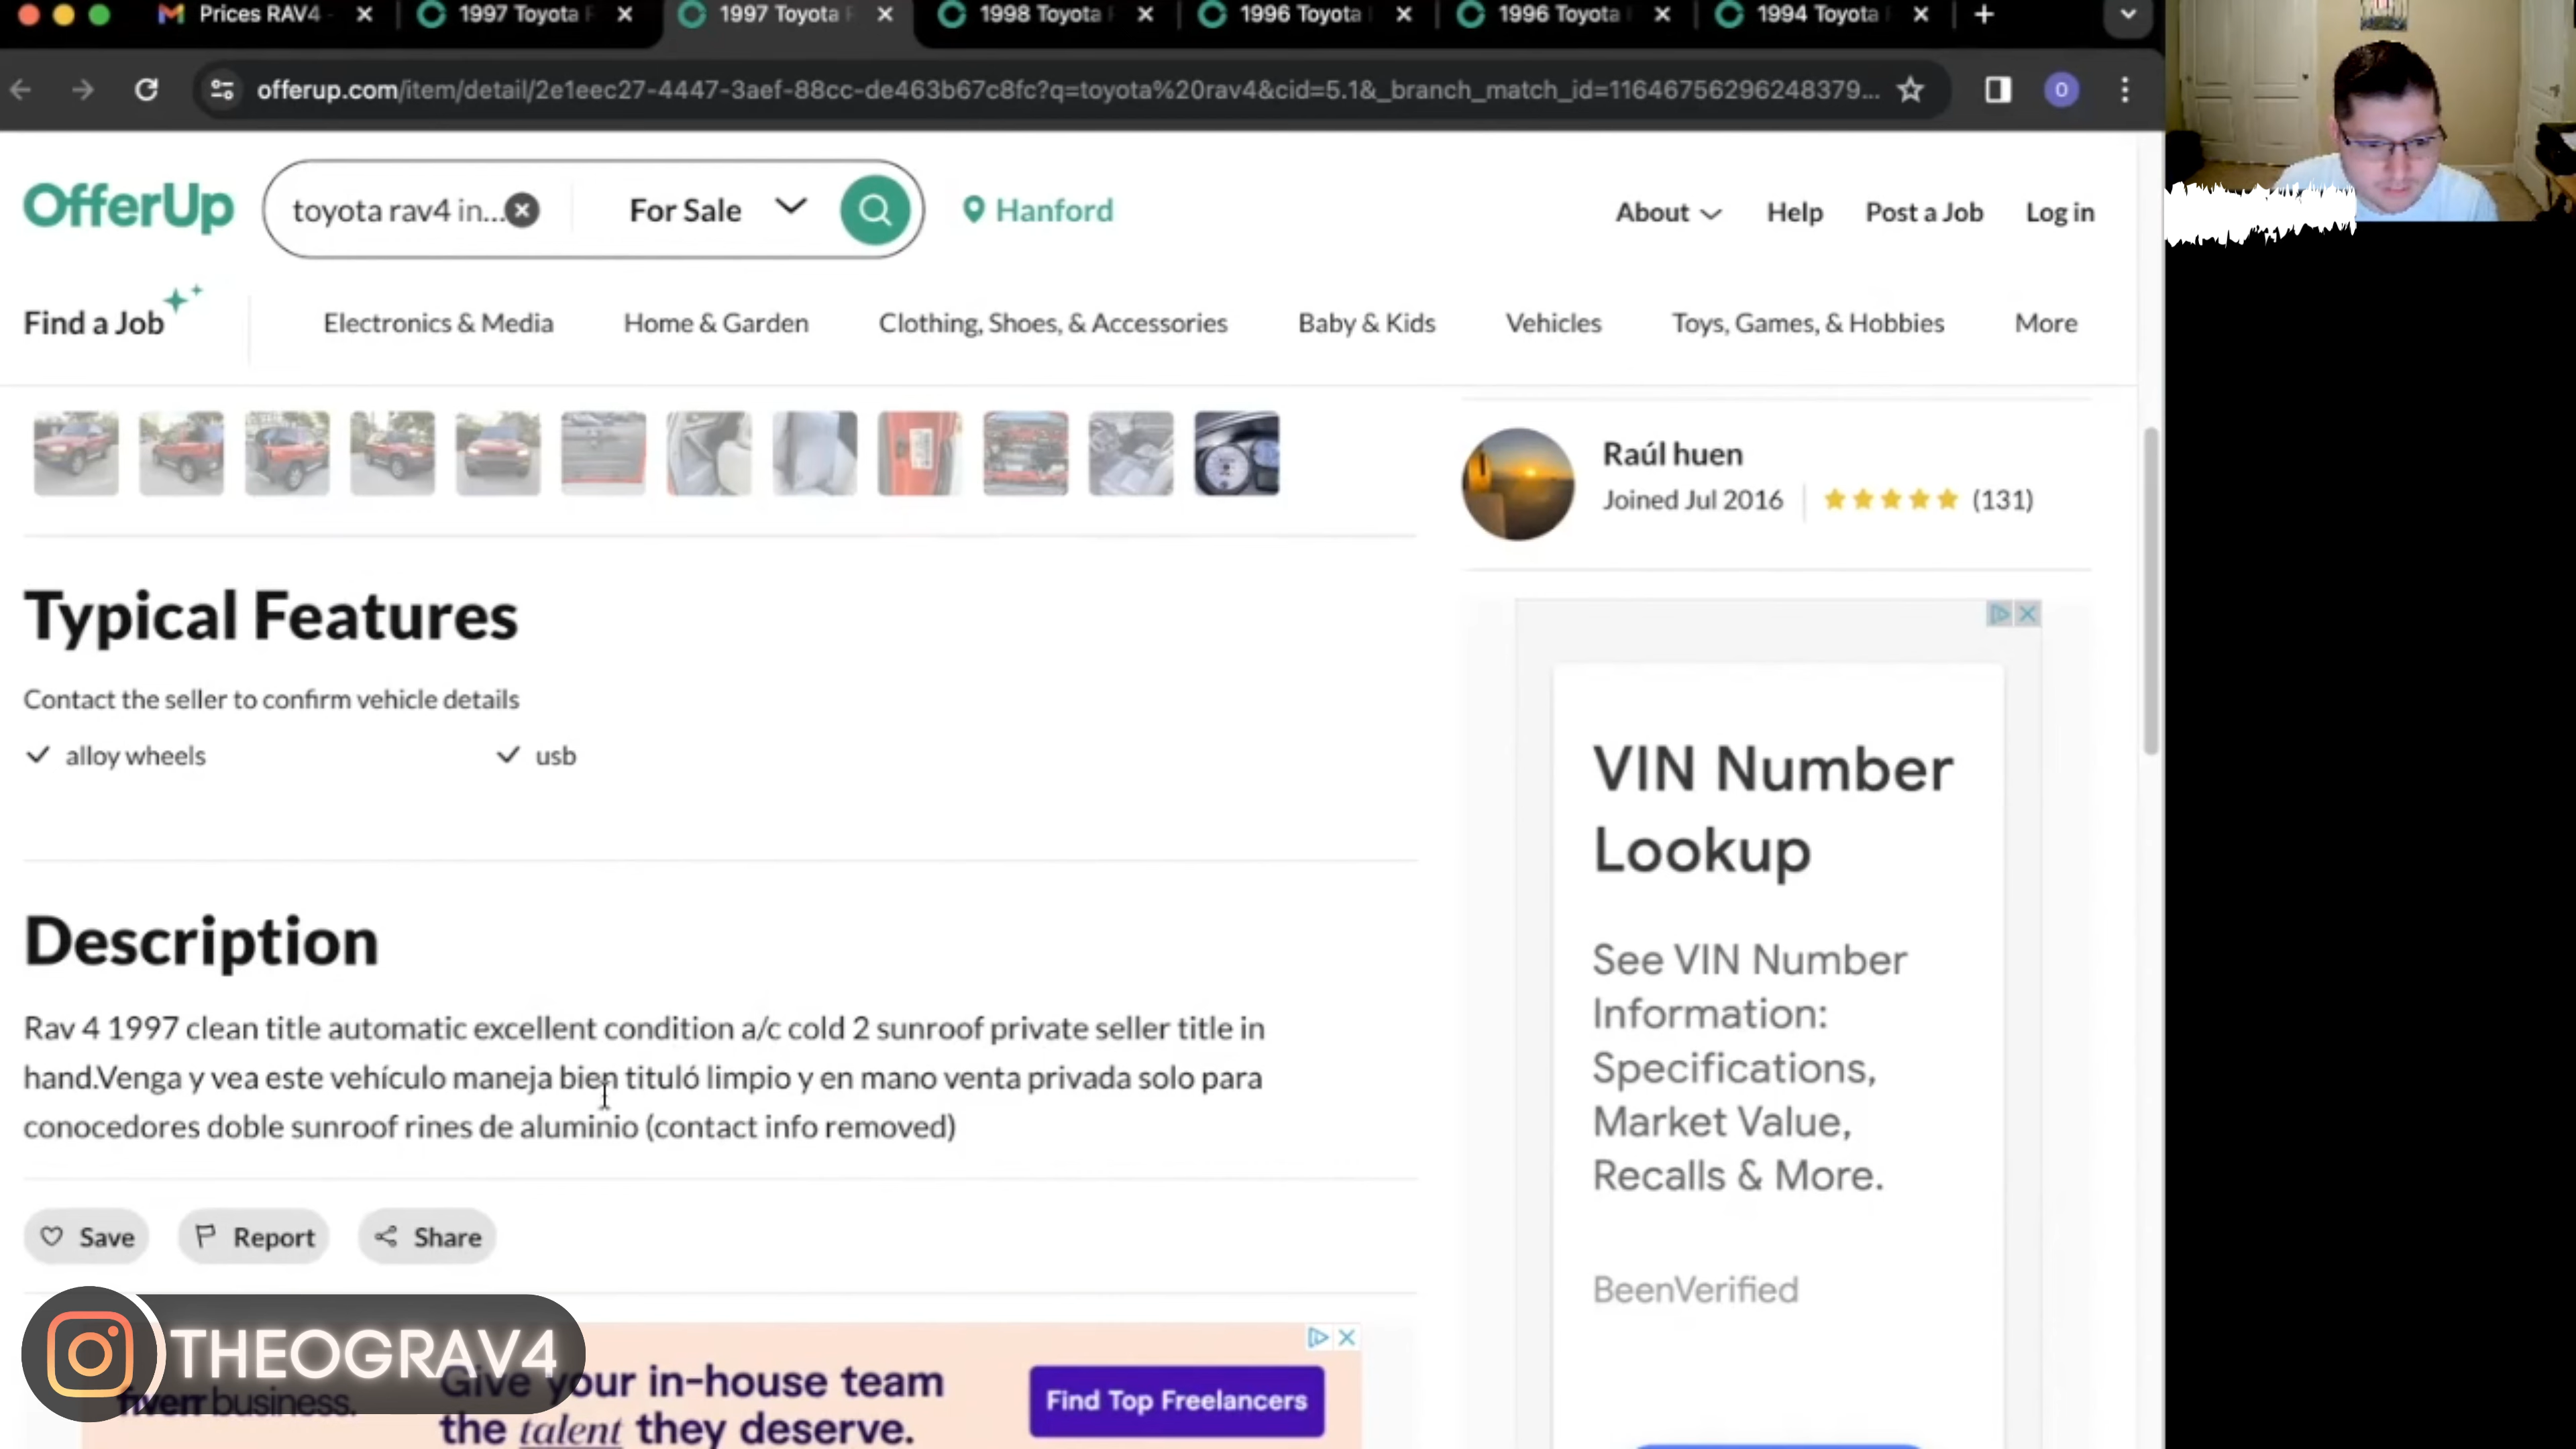 Prices RAV4
1997 Toyota
1997 Toyota
1998 Toyota
1996 Toyota
1996 Toyota
1994 Toyota
offerup.com/item/detail/2e1eec27-4447-3aef-88cc-de463b67c8fc?q=toyota%20rav4&cid=5.1&_branch_match_id=11646756296248379...
O
OfferUp
toyota rav4 in...
For Sale
Hanford
About
Help
Post a Job
Log in
Find a Job
Electronics & Media
Home & Garden
Clothing, Shoes, & Accessories
Baby & Kids
Vehicles
Toys, Games, & Hobbies
More
Raúl huen
Joined Jul 2016
(131)
Typical Features
Contact the seller to confirm vehicle details
alloy wheels
usb
Description
Rav 4 1997 clean title automatic excellent condition a/c cold 2 sunroof private seller title in
hand.Venga y vea este vehículo maneja bien tituló limpio y en mano venta privada solo para
conocedores doble sunroof rines de aluminio (contact info removed)
Save
Report
Share
VIN Number
Lookup
See VIN Number
Information:
Specifications,
Market Value,
Recalls & More.
BeenVerified
THEOGRAV4
fiverr business.
Give your in-house team
the talent they deserve.
Find Top Freelancers